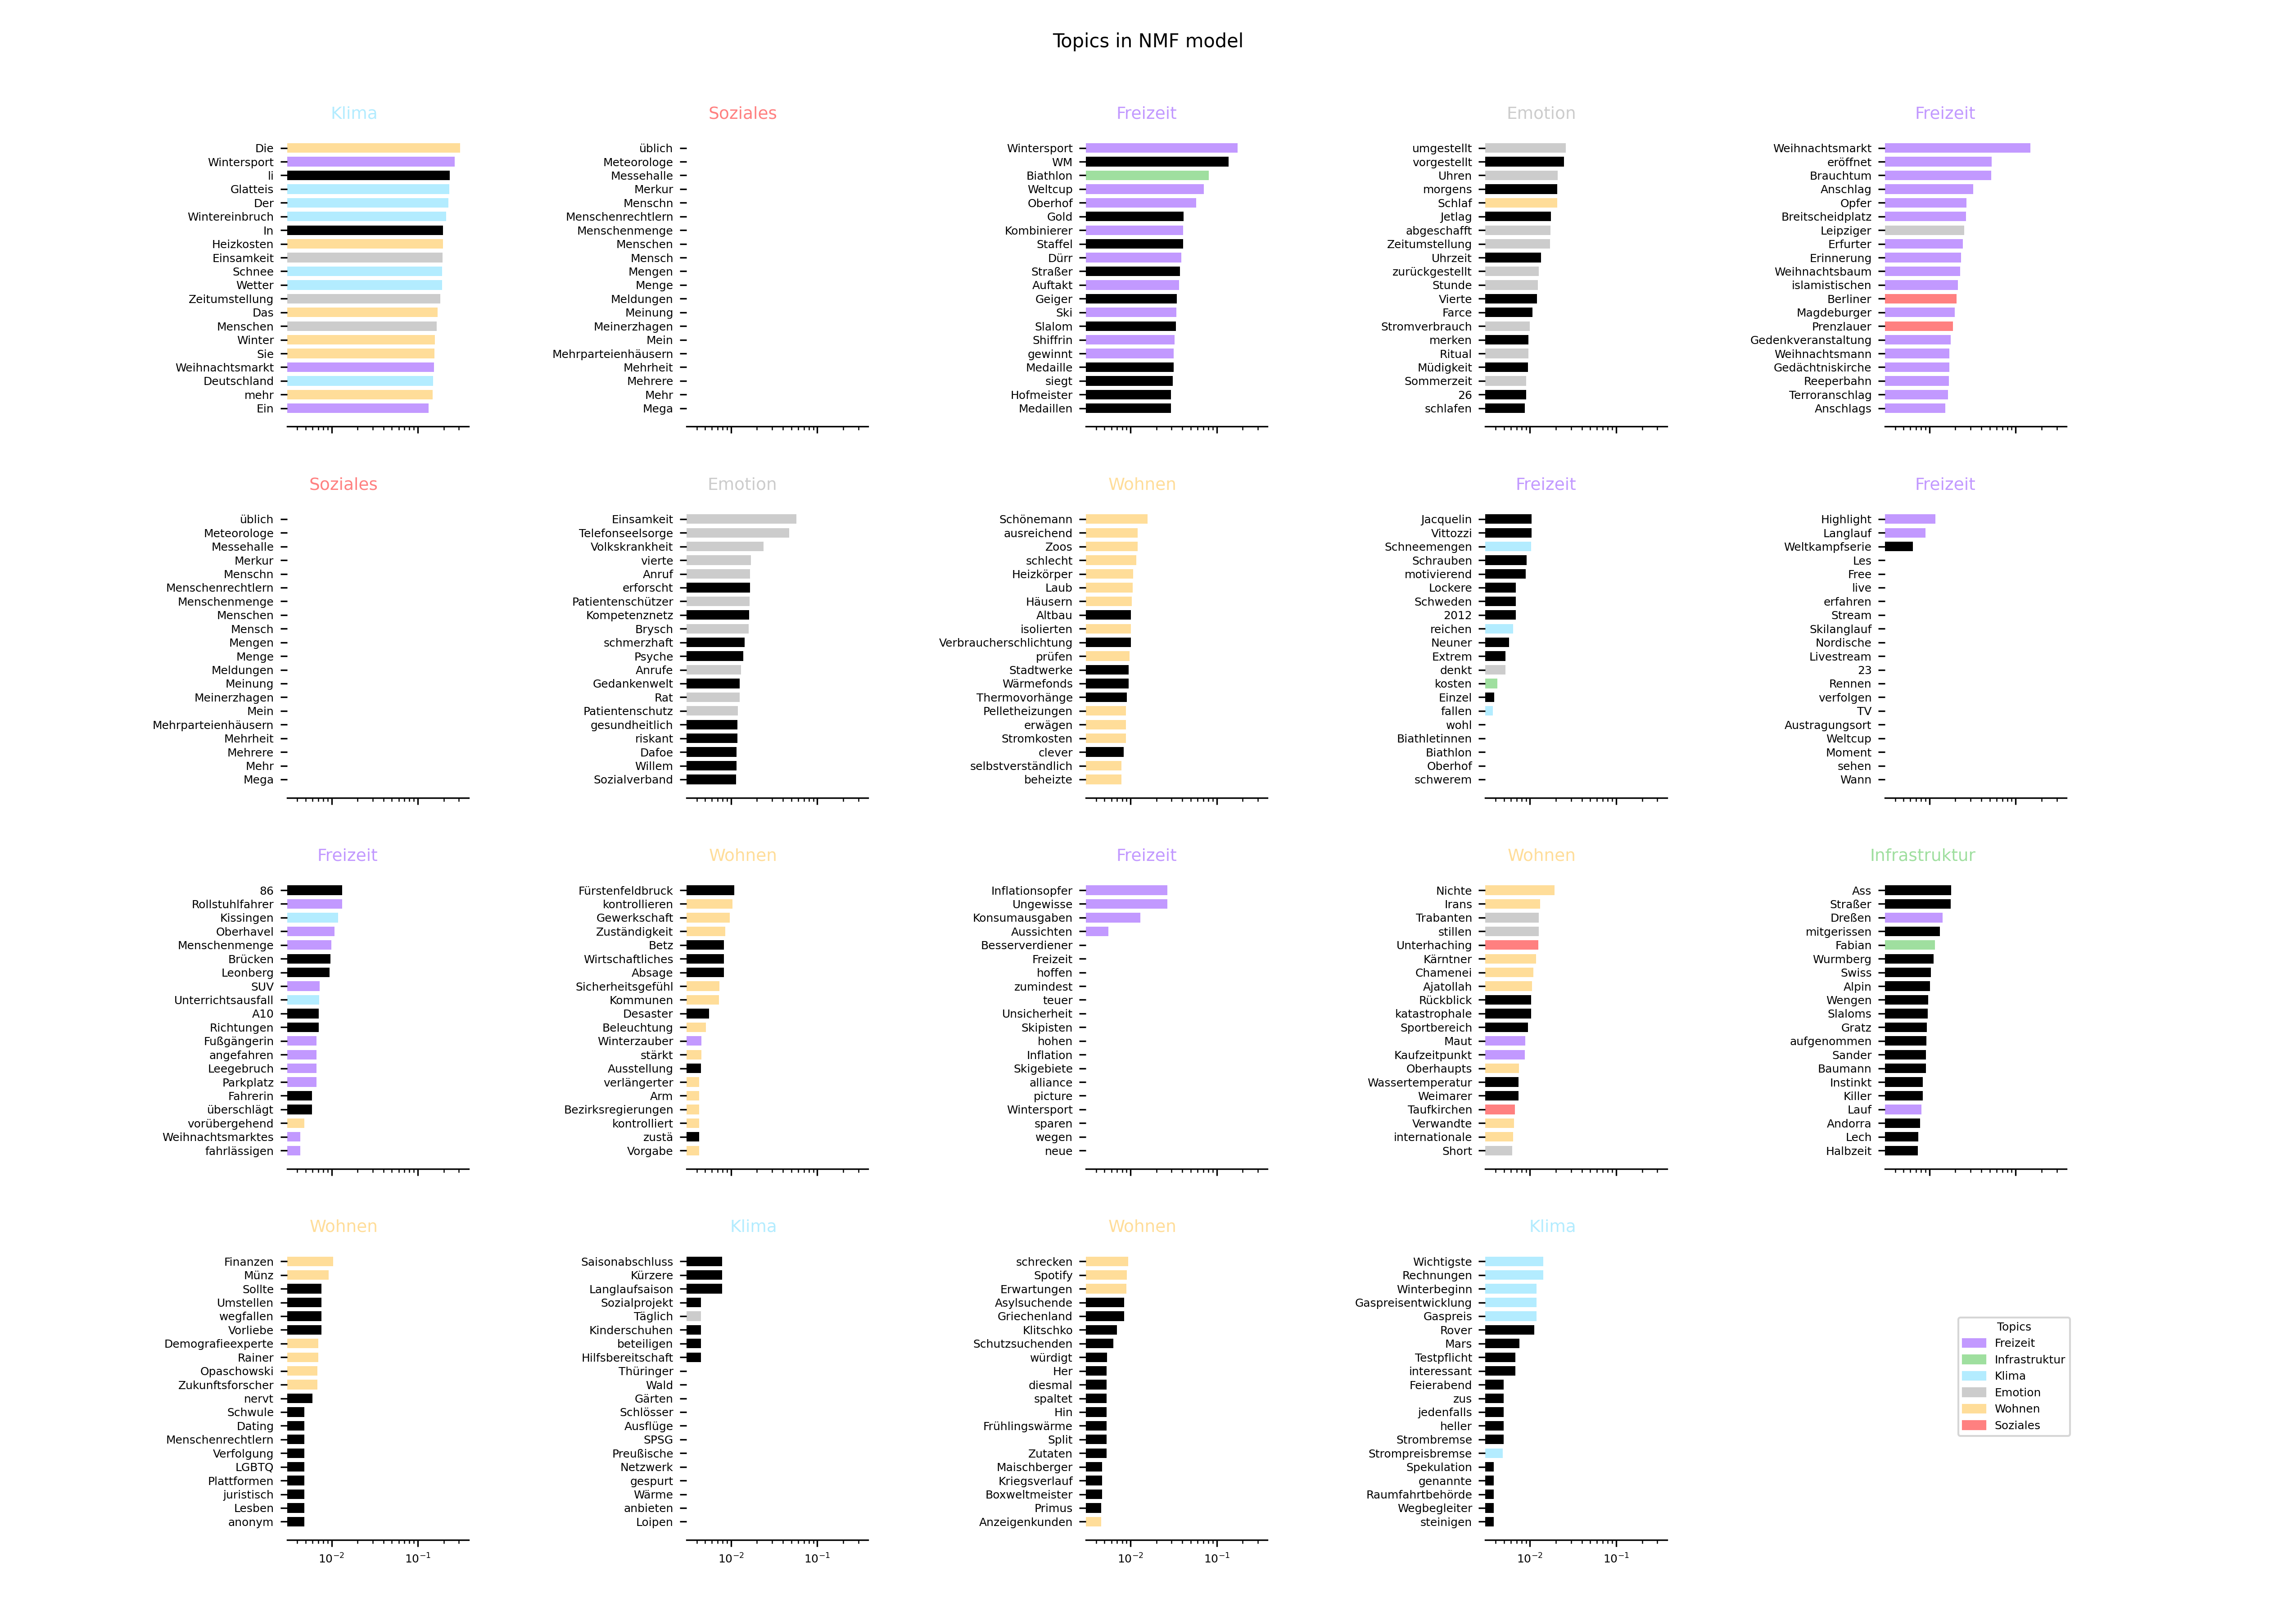 Topics in NMF model
Klima
Die
Wintersport
li
Glatteis
Der
Wintereinbruch
In
Heizkosten
Einsamkeit
Schnee
Wetter
Zeitumstellung
Das
Menschen
Winter
Sie
Weihnachtsmarkt
Deutschland
mehr
Ein
Soziales
üblich
Meteorologe
Messehalle
Merkur
Menschn
Menschenrechtlern
Menschenmenge
Menschen
Mensch
Mengen
Menge
Meldungen
Meinung
Meinerzhagen
Mein
Mehrparteienhäusern
Mehrheit
Mehrere
Mehr
Mega
Freizeit
Wintersport
WM
Biathlon
Weltcup
Oberhof
Gold
Kombinierer
Staffel
Dürr
Straßer
Auftakt
Geiger
Ski
Slalom
Shiffrin
gewinnt
Medaille
siegt
Hofmeister
Medaillen
Emotion
umgestellt
vorgestellt
Uhren
morgens
Schlaf
Jetlag
abgeschafft
Zeitumstellung
Uhrzeit
zurückgestellt
Stunde
Vierte
Farce
Stromverbrauch
merken
Ritual
Müdigkeit
Sommerzeit
26
schlafen
Freizeit
Weihnachtsmarkt
eröffnet
Brauchtum
Anschlag
Opfer
Breitscheidplatz
Leipziger
Erfurter
Erinnerung
Weihnachtsbaum
islamistischen
Berliner
Magdeburger
Prenzlauer
Gedenkveranstaltung
Weihnachtsmann
Gedächtniskirche
Reeperbahn
Terroranschlag
Anschlags
Soziales
üblich
Meteorologe
Messehalle
Merkur
Menschn
Menschenrechtlern
Menschenmenge
Menschen
Mensch
Mengen
Menge
Meldungen
Meinung
Meinerzhagen
Mein
Mehrparteienhäusern
Mehrheit
Mehrere
Mehr
Mega
Emotion
Einsamkeit
Telefonseelsorge
Volkskrankheit
vierte
Anruf
erforscht
Patientenschützer
Kompetenznetz
Brysch
schmerzhaft
Psyche
Anrufe
Gedankenwelt
Rat
Patientenschutz
gesundheitlich
riskant
Dafoe
Willem
Sozialverband
Wohnen
Schönemann
ausreichend
Zoos
schlecht
Heizkörper
Laub
Häusern
Altbau
isolierten
Verbraucherschlichtung
prüfen
Stadtwerke
Wärmefonds
Thermovorhänge
Pelletheizungen
erwägen
Stromkosten
clever
selbstverständlich
beheizte
Freizeit
Jacquelin
Vittozzi
Schneemengen
Schrauben
motivierend
Lockere
Schweden
2012
reichen
Neuner
Extrem
denkt
kosten
Einzel
fallen
wohl
Biathletinnen
Biathlon
Oberhof
schwerem
Freizeit
Highlight
Langlauf
Weltkampfserie
Les
Free
live
erfahren
Stream
Skilanglauf
Nordische
Livestream
23
Rennen
verfolgen
TV
Austragungsort
Weltcup
Moment
sehen
Wann
Freizeit
86
Rollstuhlfahrer
Kissingen
Oberhavel
Menschenmenge
Brücken
Leonberg
SUV
Unterrichtsausfall
A10
Richtungen
Fußgängerin
angefahren
Leegebruch
Parkplatz
Fahrerin
überschlägt
vorübergehend
Weihnachtsmarktes
fahrlässigen
Wohnen
Fürstenfeldbruck
kontrollieren
Gewerkschaft
Zuständigkeit
Betz
Wirtschaftliches
Absage
Sicherheitsgefühl
Kommunen
Desaster
Beleuchtung
Winterzauber
stärkt
Ausstellung
verlängerter
Arm
Bezirksregierungen
kontrolliert
zustä
Vorgabe
Freizeit
Inflationsopfer
Ungewisse
Konsumausgaben
Aussichten
Besserverdiener
Freizeit
hoffen
zumindest
teuer
Unsicherheit
Skipisten
hohen
Inflation
Skigebiete
alliance
picture
Wintersport
sparen
wegen
neue
Wohnen
Nichte
Irans
Trabanten
stillen
Unterhaching
Kärntner
Chamenei
Ajatollah
Rückblick
katastrophale
Sportbereich
Maut
Kaufzeitpunkt
Oberhaupts
Wassertemperatur
Weimarer
Taufkirchen
Verwandte
internationale
Short
Infrastruktur
Ass
Straßer
Dreßen
mitgerissen
Fabian
Wurmberg
Swiss
Alpin
Wengen
Slaloms
Gratz
aufgenommen
Sander
Baumann
Instinkt
Killer
Lauf
Andorra
Lech
Halbzeit
Wohnen
Finanzen
Münz
Sollte
Umstellen
wegfallen
Vorliebe
Demografieexperte
Rainer
Opaschowski
Zukunftsforscher
nervt
Schwule
Dating
Menschenrechtlern
Verfolgung
LGBTQ
Plattformen
juristisch
Lesben
anonym
10⁻² 10⁻¹
Klima
Saisonabschluss
Kürzere
Langlaufsaison
Sozialprojekt
Täglich
Kinderschuhen
beteiligen
Hilfsbereitschaft
Thüringer
Wald
Gärten
Schlösser
Ausflüge
SPSG
Preußische
Netzwerk
gespurt
Wärme
anbieten
Loipen
10⁻² 10⁻¹
Wohnen
schrecken
Spotify
Erwartungen
Asylsuchende
Griechenland
Klitschko
Schutzsuchenden
würdigt
Her
diesmal
spaltet
Hin
Frühlingswärme
Split
Zutaten
Maischberger
Kriegsverlauf
Boxweltmeister
Primus
Anzeigenkunden
10⁻² 10⁻¹
Klima
Wichtigste
Rechnungen
Winterbeginn
Gaspreisentwicklung
Gaspreis
Rover
Mars
Testpflicht
interessant
Feierabend
zus
jedenfalls
heller
Strombremse
Strompreisbremse
Spekulation
genannte
Raumfahrtbehörde
Wegbegleiter
steinigen
10⁻² 10⁻¹
Topics
Freizeit
Infrastruktur
Klima
Emotion
Wohnen
Soziales